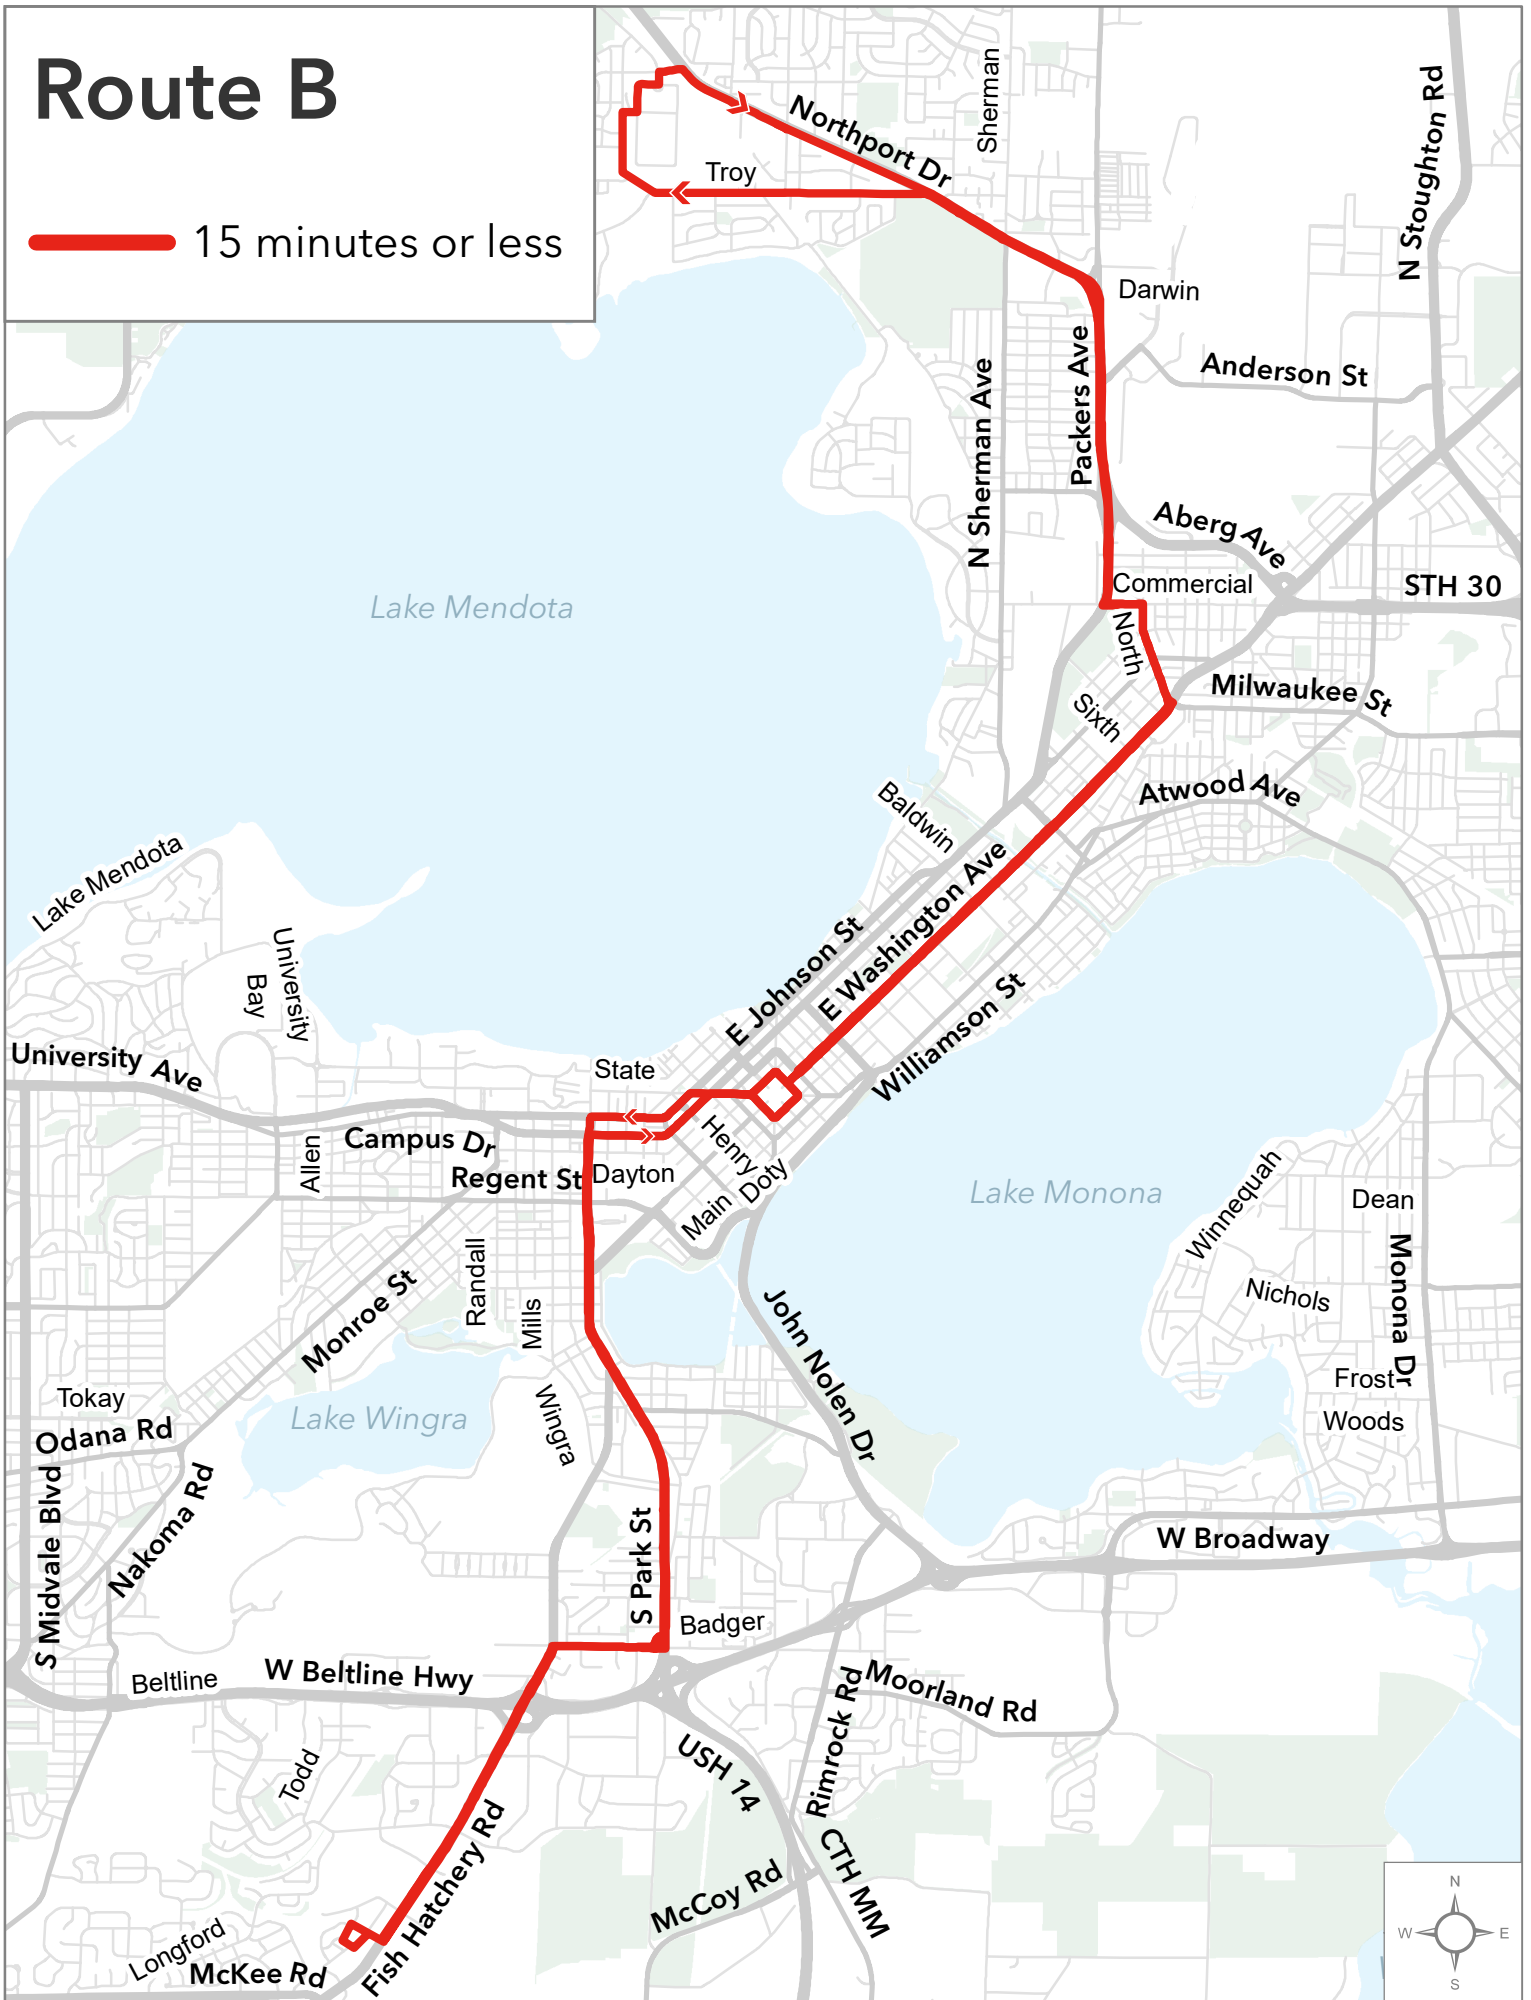 Route B
15 minutes or less
Sherman
Northport Dr
Troy
N Stoughton Rd
Darwin
Anderson St
N Sherman Ave
Packers Ave
Aberg Ave
Commercial
STH 30
Lake Mendota
North
Milwaukee St
Sixth
Atwood Ave
Baldwin
Lake Mendota
E Johnson St
E Washington Ave
Williamson St
University
Bay
University Ave
State
Campus Dr
Allen
Regent St
Dayton
Henry
Doty
Main
Lake Monona
Winnequah
Dean
Monona Dr
Nichols
Randall
Mills
Monroe St
John Nolen Dr
Frost
Woods
Tokay
Odana Rd
Lake Wingra
Wingra
S Midvale Blvd
Nakoma Rd
S Park St
W Broadway
Badger
Beltline
W Beltline Hwy
Moorland Rd
Rimrock Rd
USH 14
Todd
Fish Hatchery Rd
CTH MM
McCoy Rd
Longford
McKee Rd
N
W
E
S